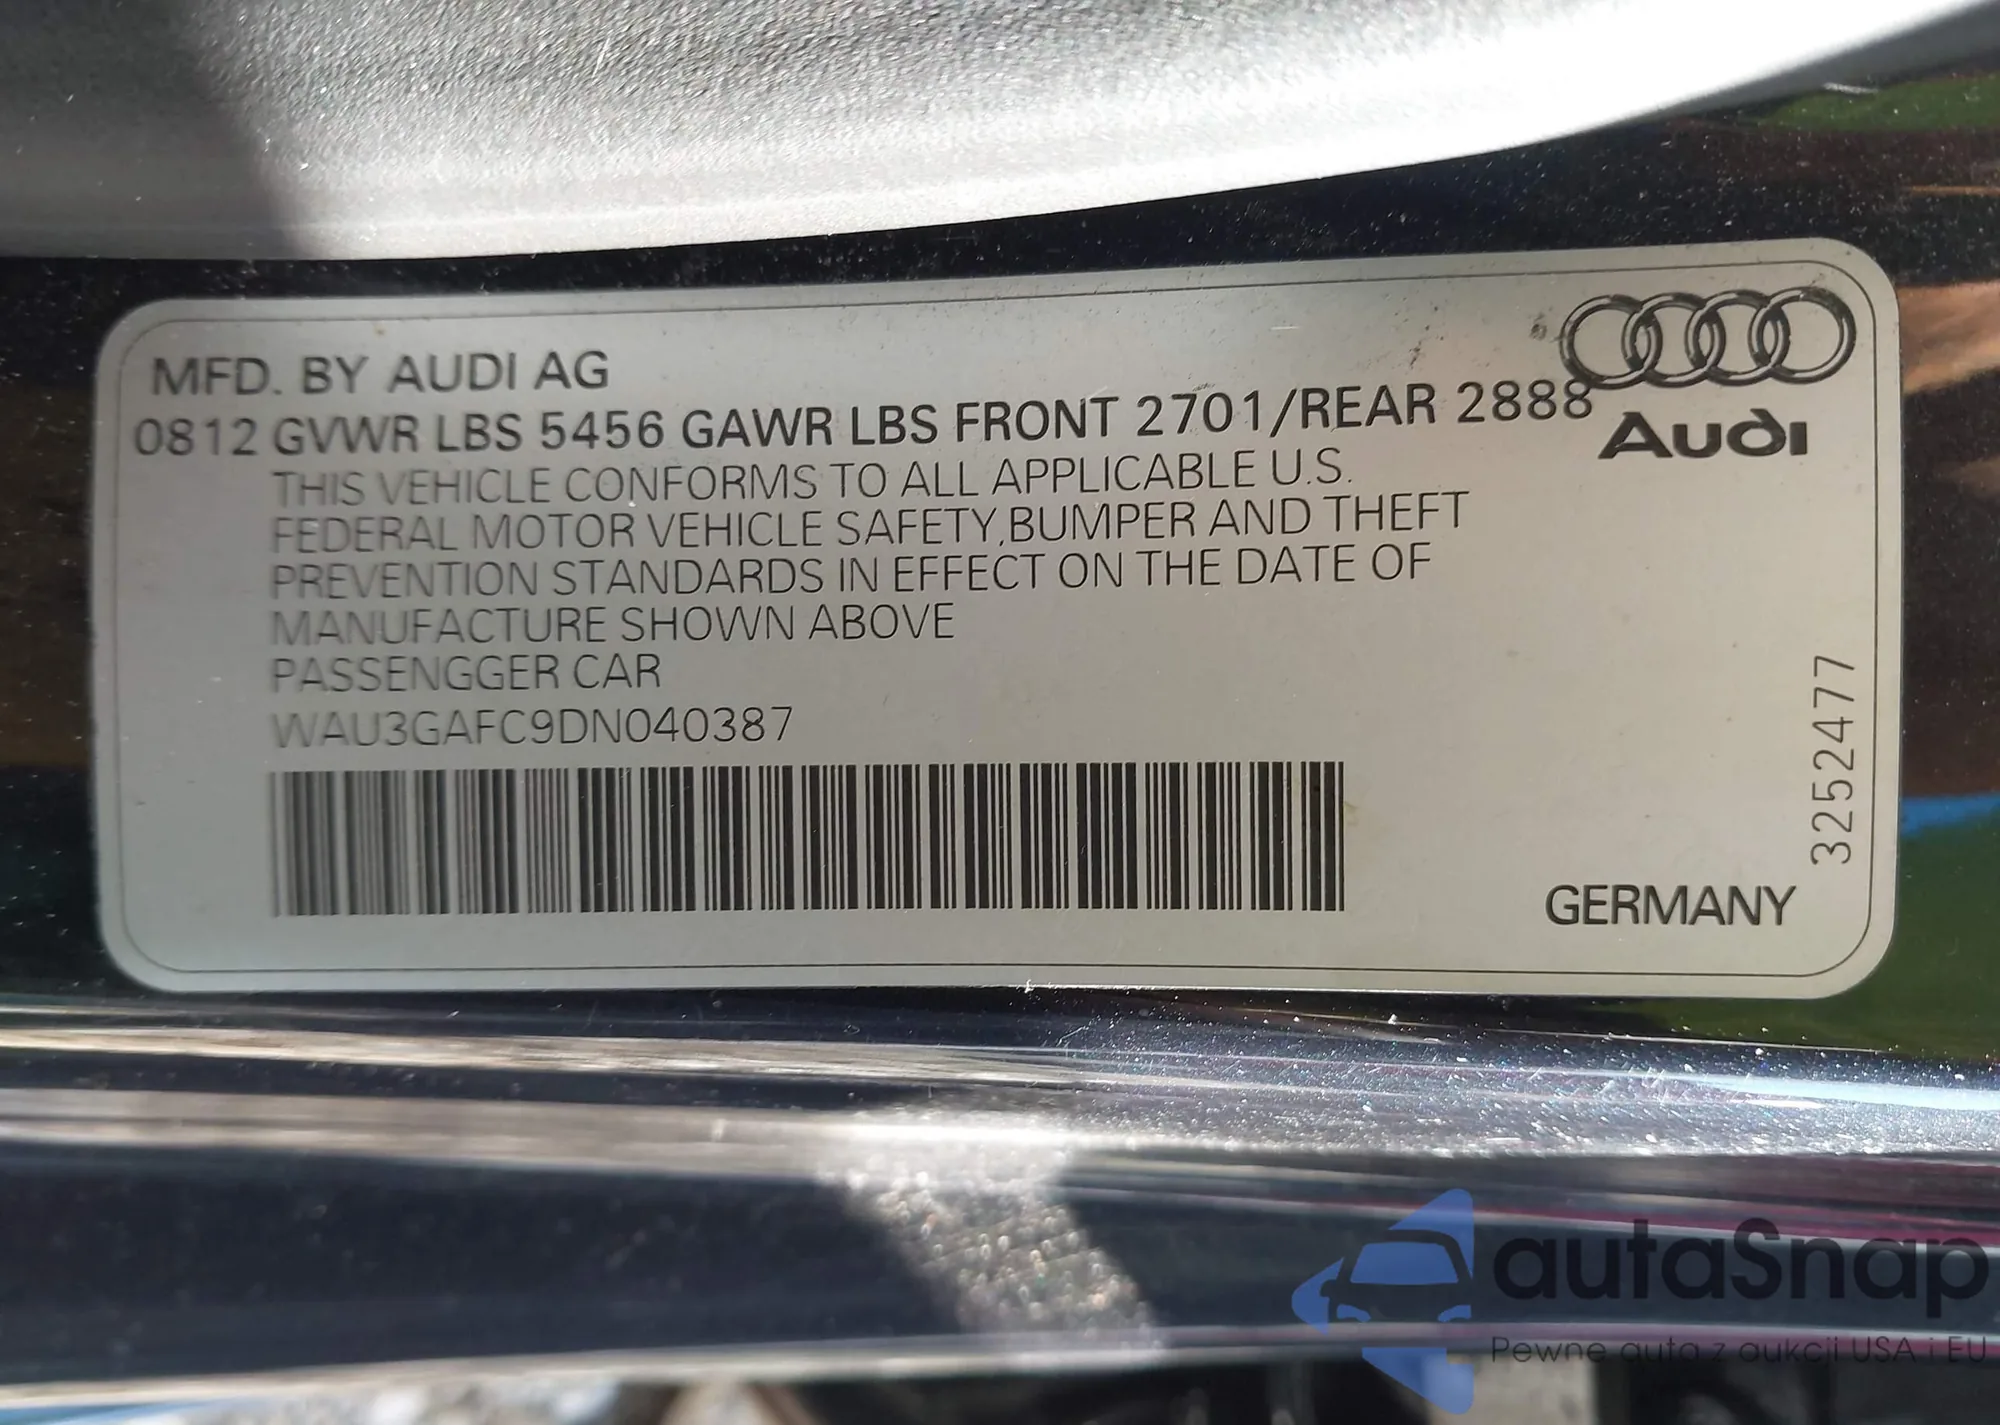 MFD. BY AUDI AG
0812 GVWR LBS 5456 GAWR LBS FRONT 2701/REAR 2888
Audi
THIS VEHICLE CONFORMS TO ALL APPLICABLE U.S.
FEDERAL MOTOR VEHICLE SAFETY,BUMPER AND THEFT
PREVENTION STANDARDS IN EFFECT ON THE DATE OF
MANUFACTURE SHOWN ABOVE
PASSENGGER CAR
WAU3GAFC9DN040387
3252477
GERMANY
autaSnap
Pewne auta z aukcji USA i EU